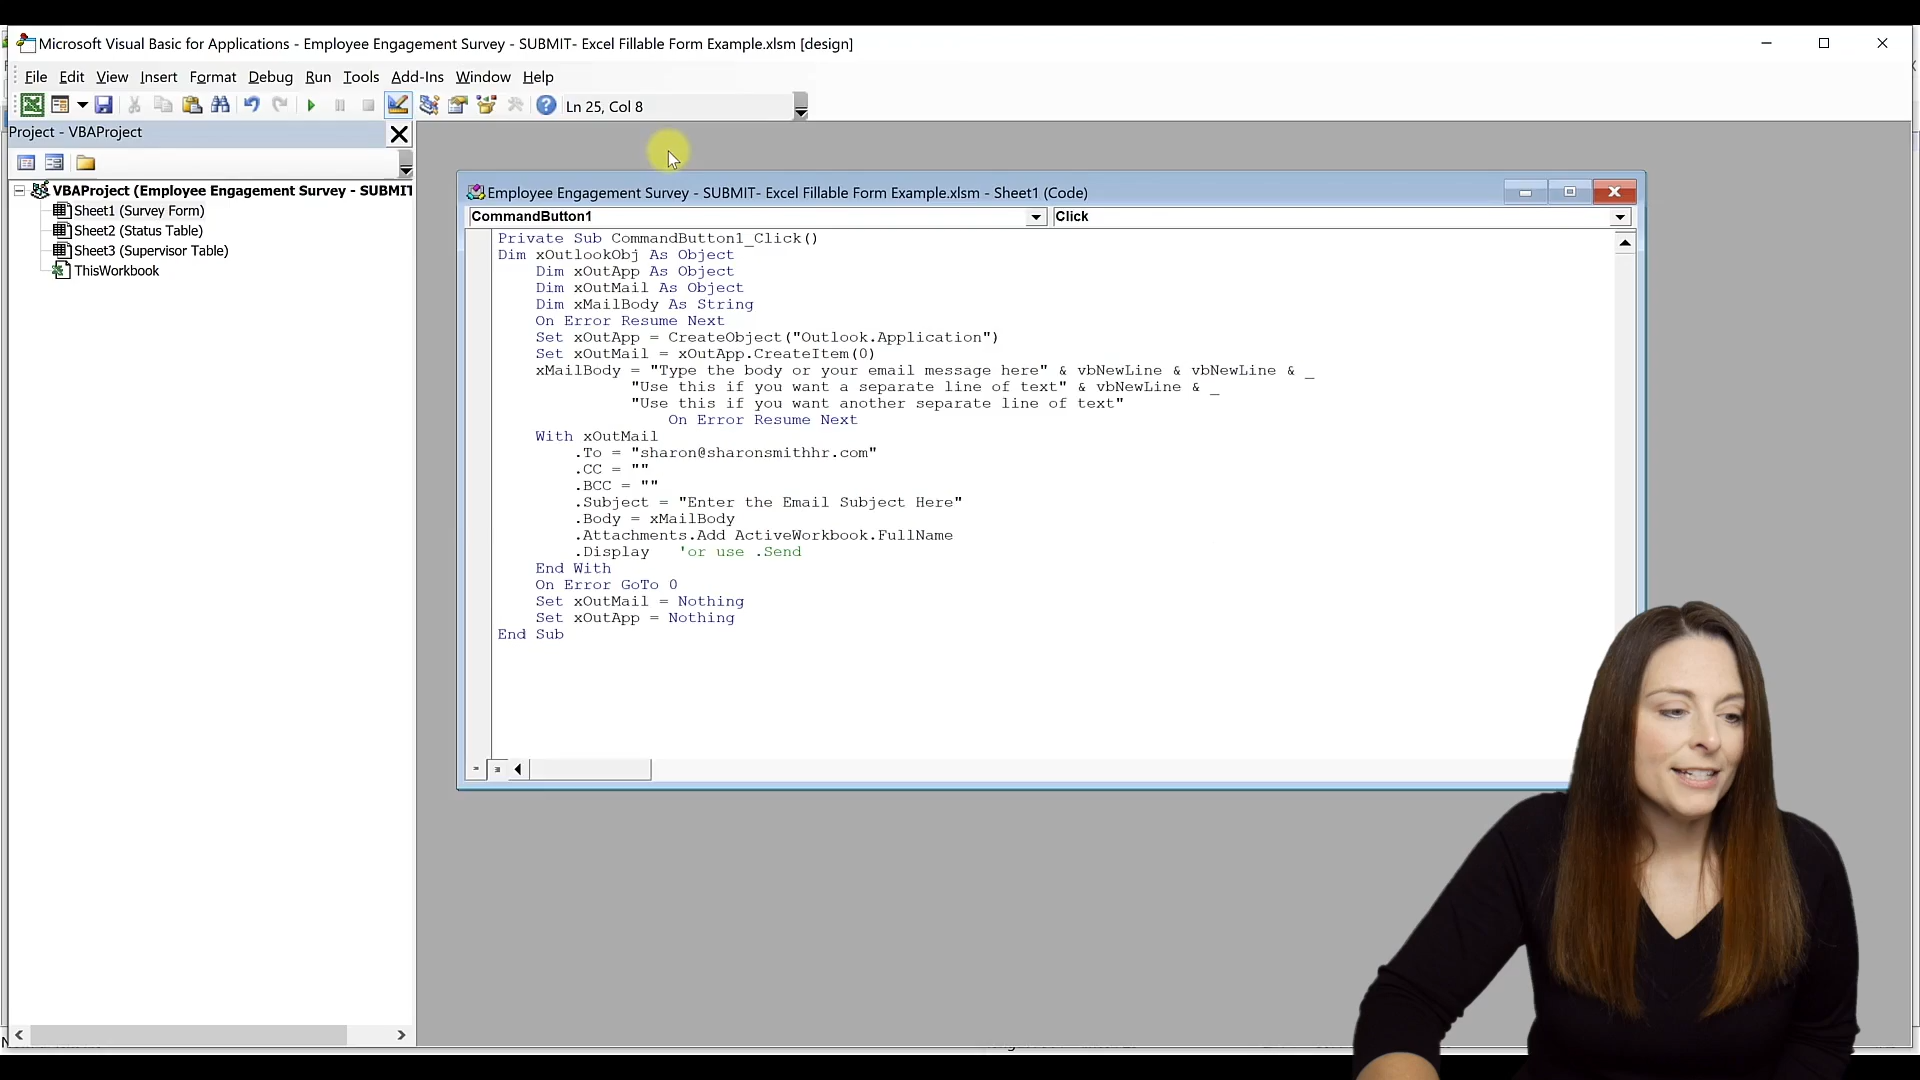 Microsoft Visual Basic for Applications - Employee Engagement Survey - SUBMIT- Excel Fillable Form Example.xlsm [design]
File Edit View Insert Format Debug Run Tools Add-Ins Window Help
Ln 25, Col 8
Project - VBAProject
VBAProject (Employee Engagement Survey - SUBMIT
Sheet1 (Survey Form)
Sheet2 (Status Table)
Sheet3 (Supervisor Table)
ThisWorkbook
Employee Engagement Survey - SUBMIT- Excel Fillable Form Example.xlsm - Sheet1 (Code)
CommandButton1 Click
Private Sub CommandButton1_Click()
Dim xOutlookObj As Object
Dim xOutApp As Object
Dim xOutMail As Object
Dim xMailBody As String
On Error Resume Next
Set xOutApp = CreateObject("Outlook.Application")
Set xOutMail = xOutApp.CreateItem(0)
xMailBody = "Type the body or your email message here" & vbNewLine & vbNewLine & _
"Use this if you want a separate line of text" & vbNewLine & _
"Use this if you want another separate line of text"
On Error Resume Next
With xOutMail
.To = "sharon@sharonsmithhr.com"
.CC = ""
.BCC = ""
.Subject = "Enter the Email Subject Here"
.Body = xMailBody
.Attachments.Add ActiveWorkbook.FullName
.Display 'or use .Send
End With
On Error GoTo 0
Set xOutMail = Nothing
Set xOutApp = Nothing
End Sub